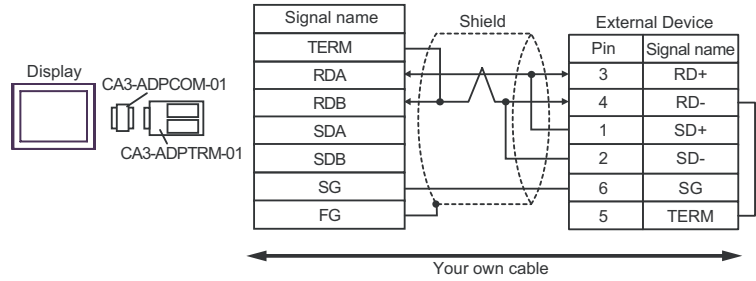 Display
CA3-ADPCOM-01
CA3-ADPTRM-01
Signal name
TERM
RDA
RDB
SDA
SDB
SG
FG
Shield
External Device
Pin Signal name
3 RD+
4 RD-
1 SD+
2 SD-
6 SG
5 TERM
Your own cable